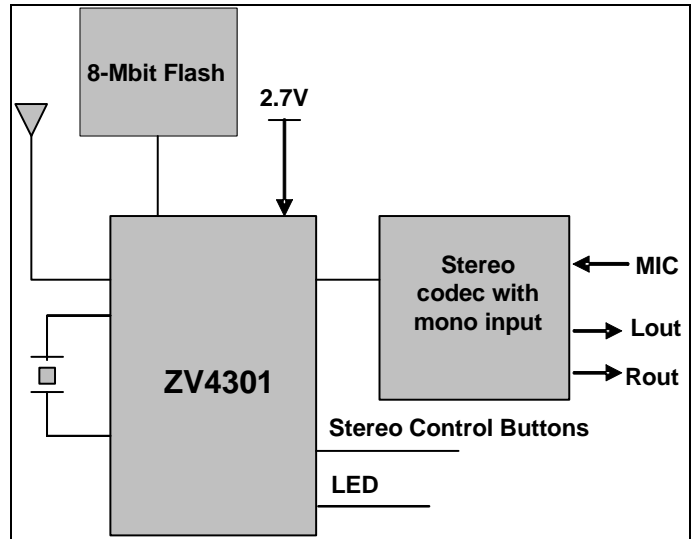 8-Mbit Flash
2.7V
Stereo
codec with
mono input
MIC
Lout
Rout
ZV4301
Stereo Control Buttons
LED